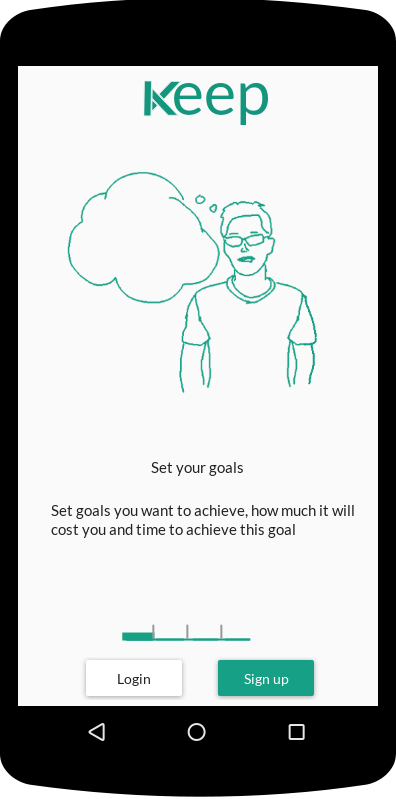 Keep
Set your goals
Set goals you want to achieve, how much it will
cost you and time to achieve this goal
Login
Sign up